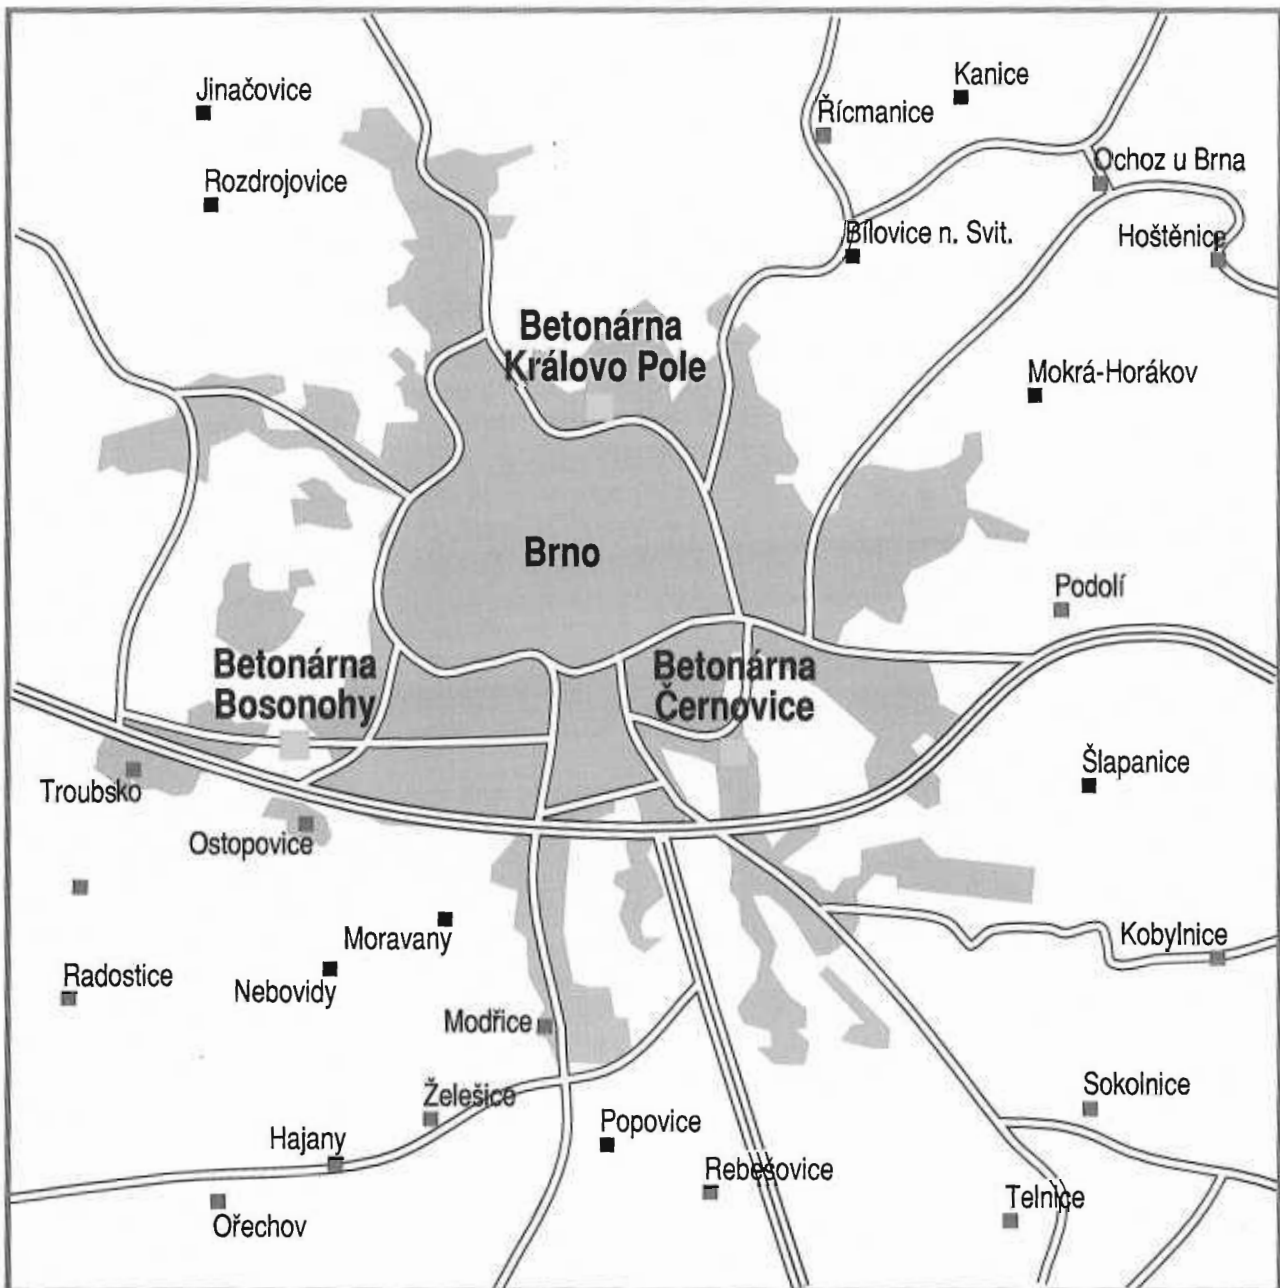 Kanice
Jinačovice
Řícmanice
Ochoz u Brna
Rozdrojovice
Bílovice n. Svit.
Hoštěnice
Betonárna
Královo Pole
Mokrá-Horákov
Brno
Podolí
Betonárna
Bosonohy
Betonárna
Černovice
Šlapanice
Troubsko
Ostopovice
Moravany
Kobylnice
Radostice
Nebovidy
Modřice
Sokolnice
Želešice
Popovice
Hajany
Rebešovice
Telnice
Ořechov